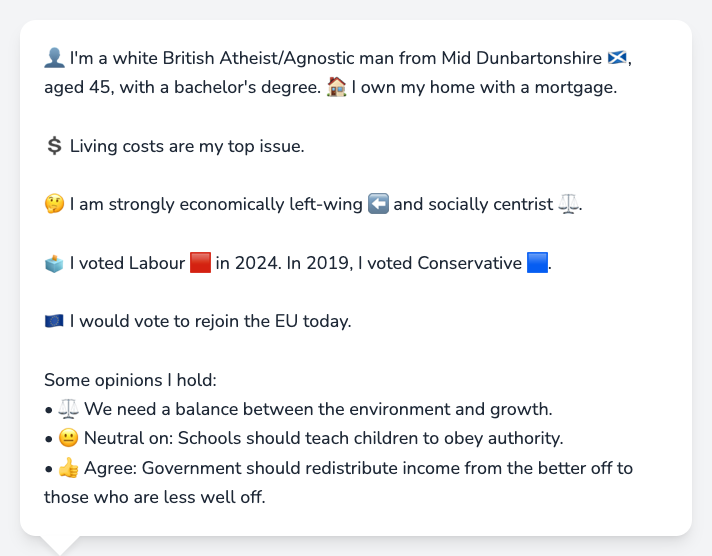 👤 I'm a white British Atheist/Agnostic man from Mid Dunbartonshire 🏴󠁧󠁢󠁳󠁣󠁴󠁿,
aged 45, with a bachelor's degree. 🏠 I own my home with a mortgage.
💲 Living costs are my top issue.
🤔 I am strongly economically left-wing ⬅️ and socially centrist ⚖️.
🗳️ I voted Labour 🟥 in 2024. In 2019, I voted Conservative 🟦.
🇪🇺 I would vote to rejoin the EU today.
Some opinions I hold:
• ⚖️ We need a balance between the environment and growth.
• 😐 Neutral on: Schools should teach children to obey authority.
• 👍 Agree: Government should redistribute income from the better off to
those who are less well off.